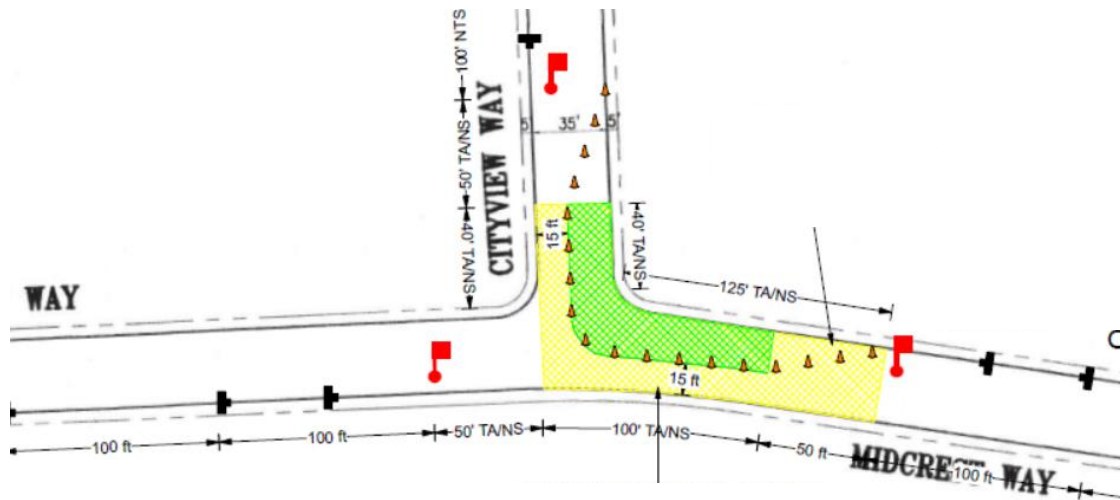 100' NTS
50' TA/NS
40' TA/NS
CITYVIEW WAY
5'
35'
5'
15 ft
40' TA/NS
125' TA/NS
WAY
15 ft
100 ft
100 ft
50' TA/NS
100' TA/NS
50 ft
MIDCREST WAY
100 ft